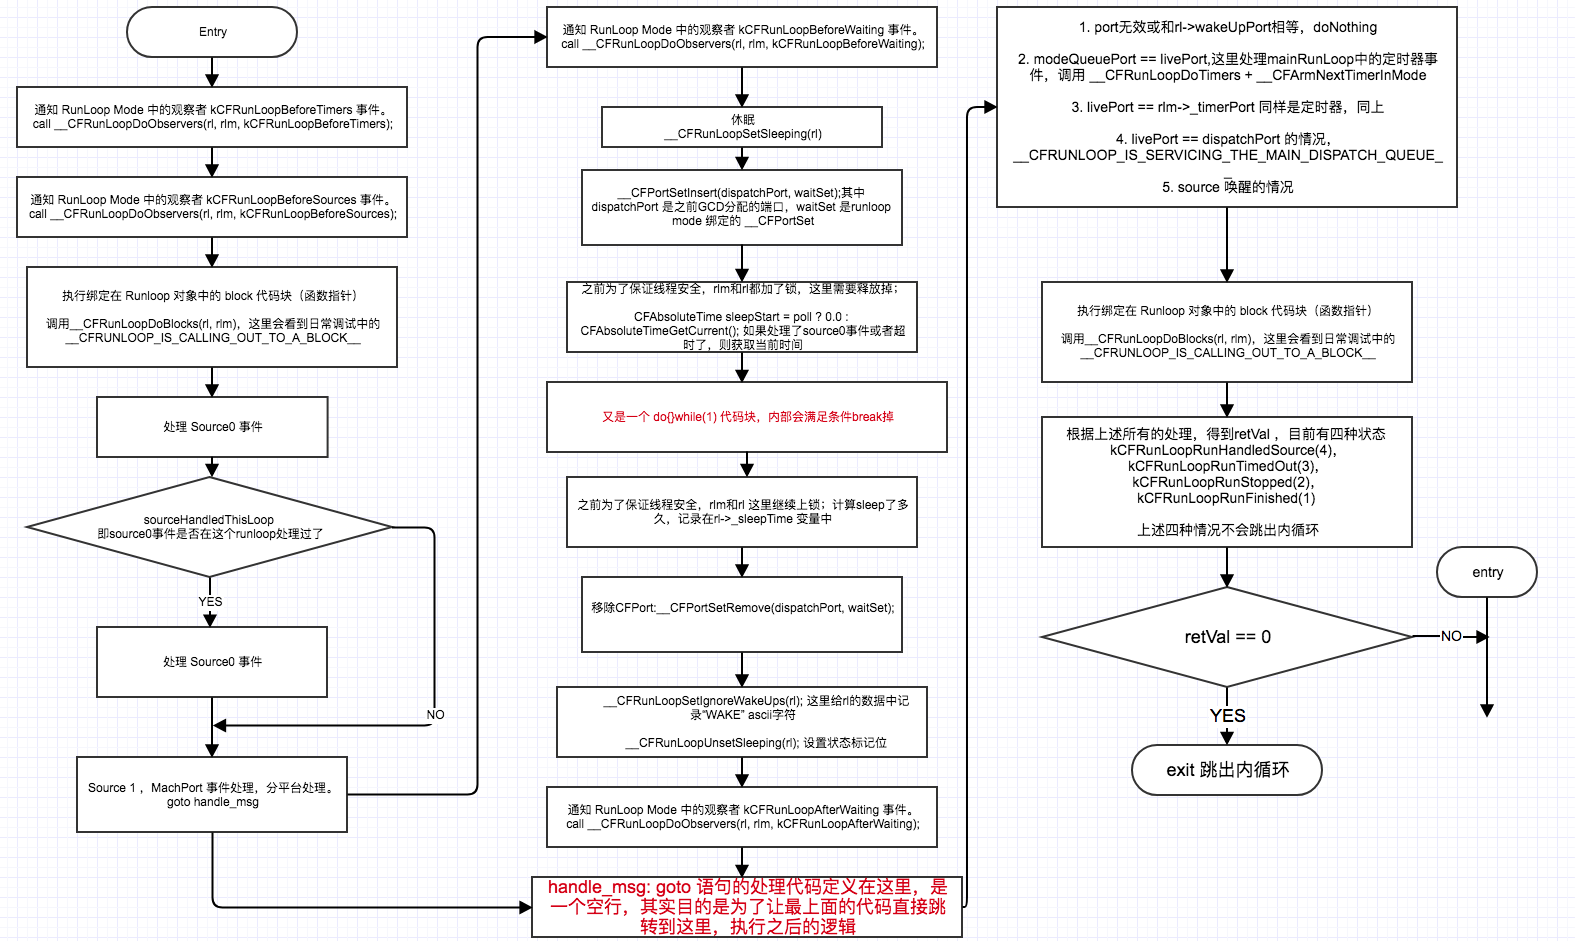 Entry
通知 RunLoop Mode 中的观察者 kCFRunLoopBeforeTimers 事件。
call __CFRunLoopDoObservers(rl, rlm, kCFRunLoopBeforeTimers);
通知 RunLoop Mode 中的观察者 kCFRunLoopBeforeSources 事件。
call __CFRunLoopDoObservers(rl, rlm, kCFRunLoopBeforeSources);
执行绑定在 Runloop 对象中的 block 代码块（函数指针）
调用__CFRunLoopDoBlocks(rl, rlm)，这里会看到日常调试中的
__CFRUNLOOP_IS_CALLING_OUT_TO_A_BLOCK__
处理 Source0 事件
sourceHandledThisLoop
即source0事件是否在这个runloop处理过了
YES
处理 Source0 事件
NO
Source 1 ，MachPort 事件处理，分平台处理。
goto handle_msg
通知 RunLoop Mode 中的观察者 kCFRunLoopBeforeWaiting 事件。
call __CFRunLoopDoObservers(rl, rlm, kCFRunLoopBeforeWaiting);
休眠
__CFRunLoopSetSleeping(rl)
__CFPortSetInsert(dispatchPort, waitSet);其中
dispatchPort 是之前GCD分配的端口，waitSet 是runloop
mode 绑定的 __CFPortSet
之前为了保证线程安全，rlm和rl都加了锁，这里需要释放掉；
CFAbsoluteTime sleepStart = poll ? 0.0 :
CFAbsoluteTimeGetCurrent(); 如果处理了source0事件或者超
时了，则获取当前时间
又是一个 do{}while(1) 代码块，内部会满足条件break掉
之前为了保证线程安全，rlm和rl 这里继续上锁；计算sleep了多
久，记录在rl->_sleepTime 变量中
移除CFPort:__CFPortSetRemove(dispatchPort, waitSet);
__CFRunLoopSetIgnoreWakeUps(rl); 这里给rl的数据中记
录“WAKE” ascii字符
__CFRunLoopUnsetSleeping(rl); 设置状态标记位
通知 RunLoop Mode 中的观察者 kCFRunLoopAfterWaiting 事件。
call __CFRunLoopDoObservers(rl, rlm, kCFRunLoopAfterWaiting);
handle_msg: goto 语句的处理代码定义在这里，是
一个空行，其实目的是为了让最上面的代码直接跳
转到这里，执行之后的逻辑
1. port无效或和rl->wakeUpPort相等，doNothing
2. modeQueuePort == livePort,这里处理mainRunLoop中的定时器事
件，调用 __CFRunLoopDoTimers + __CFArmNextTimerInMode
3. livePort == rlm->_timerPort 同样是定时器，同上
4. livePort == dispatchPort 的情况，
__CFRUNLOOP_IS_SERVICING_THE_MAIN_DISPATCH_QUEUE_
_
5. source 唤醒的情况
执行绑定在 Runloop 对象中的 block 代码块（函数指针）
调用__CFRunLoopDoBlocks(rl, rlm)，这里会看到日常调试中的
__CFRUNLOOP_IS_CALLING_OUT_TO_A_BLOCK__
根据上述所有的处理，得到retVal ，目前有四种状态
kCFRunLoopRunHandledSource(4)，
kCFRunLoopRunTimedOut(3)，
kCFRunLoopRunStopped(2)，
kCFRunLoopRunFinished(1)
上述四种情况不会跳出内循环
entry
retVal == 0
NO
YES
exit 跳出内循环